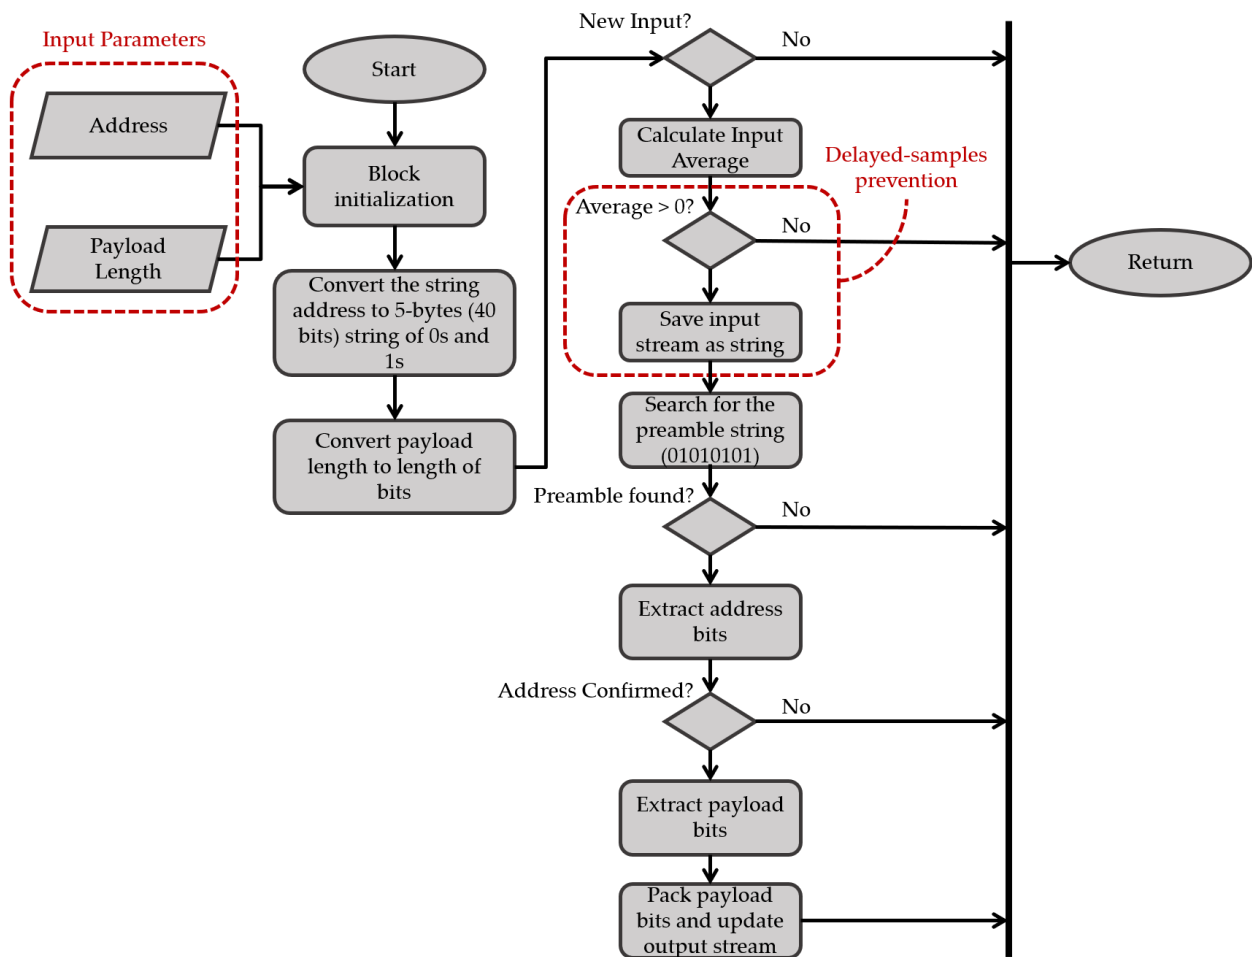 Input Parameters
Address
Payload
Length
Start
Block
initialization
Convert the string
address to 5-bytes (40
bits) string of 0s and
1s
Convert payload
length to length of
bits
New Input?
No
Calculate Input
Average
Delayed-samples
prevention
Average > 0?
No
Save input
stream as string
Search for the
preamble string
(01010101)
Preamble found?
No
Extract address
bits
Address Confirmed?
No
Extract payload
bits
Pack payload
bits and update
output stream
Return